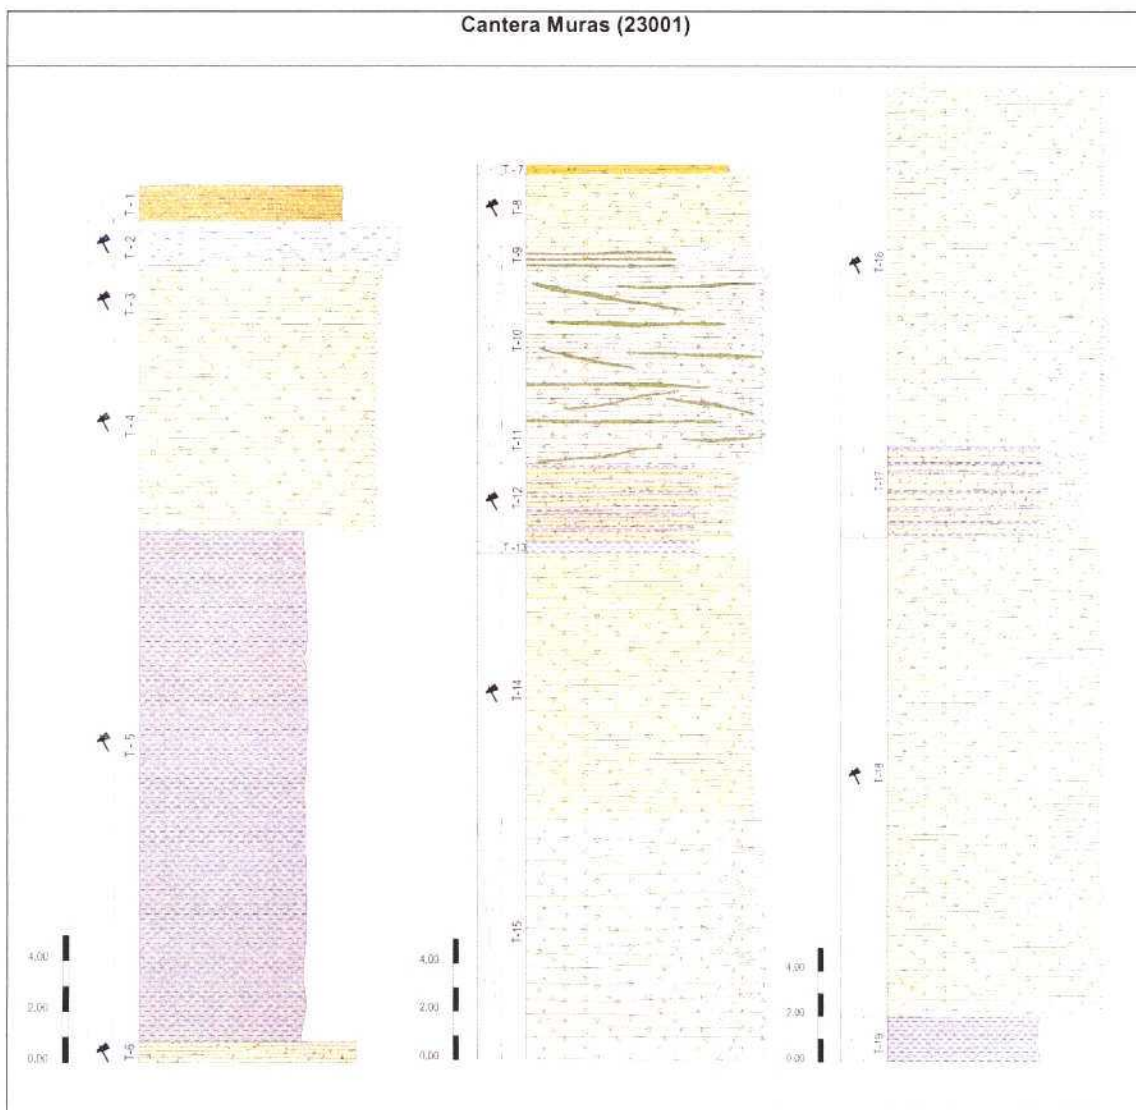 Cantera Muras (23001)
T-1
T-2
T-3
T-4
T-5
T-6
4,00
2,00
0,00
T-7
T-8
T-9
T-10
T-11
T-12
T-13
T-14
T-15
4,00
2,00
0,00
T-16
T-17
T-18
T-19
4,00
2,00
0,00